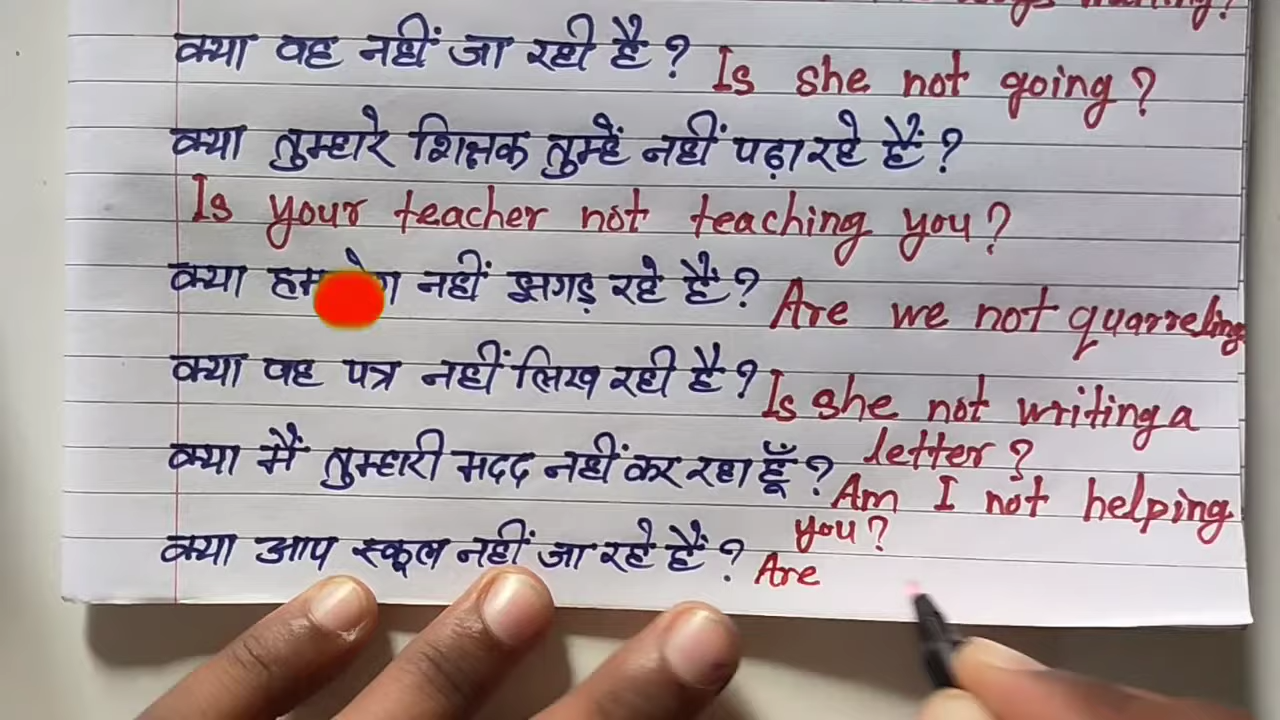 क्या वह नहीं जा रही है ? Is she not going ?
क्या तुम्हारे शिक्षक तुम्हें नहीं पढ़ा रहे हैं ?
Is your teacher not teaching you ?
क्या नहीं झगड़ रहे हैं ? Are we not quarreling
क्या वह पत्र नहीं लिख रही है ? Is she not writing a
letter ?
क्या मैं तुम्हारी मदद नहीं कर रहा हूँ ? Am I not helping
you ?
क्या आप स्कूल नहीं जा रहे हैं ? Are